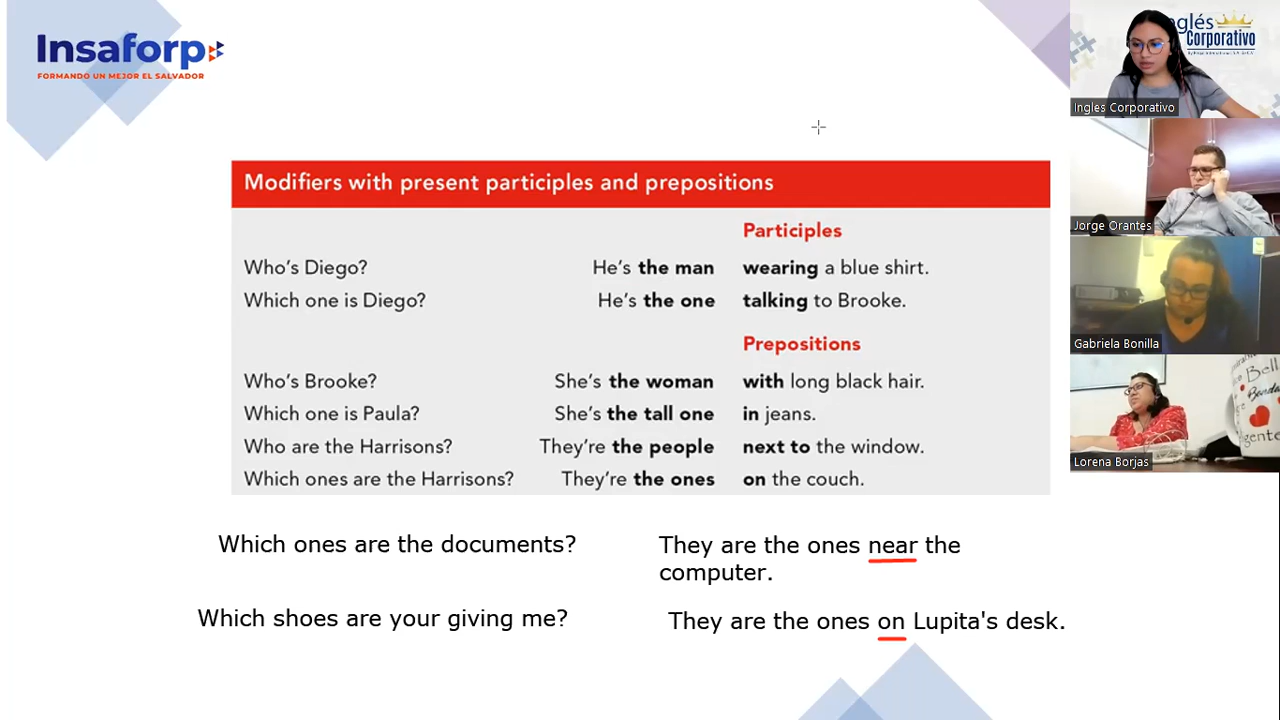 Insaforp
FORMANDO UN MEJOR EL SALVADOR
Inglés
Corporativo
Ingles Corporativo
Jorge Orantes
Gabriela Bonilla
Lorena Borjas
Modifiers with present participles and prepositions
Participles
Who's Diego? He's the man wearing a blue shirt.
Which one is Diego? He's the one talking to Brooke.
Prepositions
Who's Brooke? She's the woman with long black hair.
Which one is Paula? She's the tall one in jeans.
Who are the Harrisons? They're the people next to the window.
Which ones are the Harrisons? They're the ones on the couch.
Which ones are the documents? They are the ones near the
computer.
Which shoes are your giving me? They are the ones on Lupita's desk.